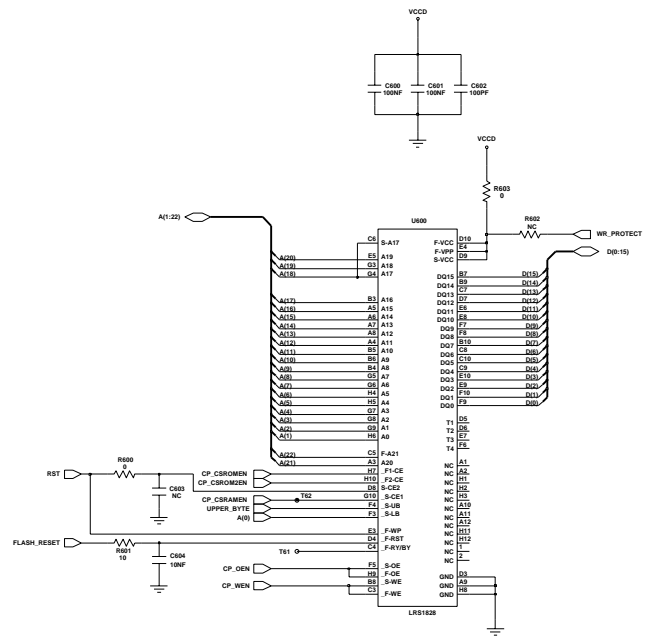 VCCD
C600
100NF
C601
100NF
C602
100PF
VCCD
R603
0
A(1:22)
U600
R602
NC
WR_PROTECT
D(0:15)
C6 S-A17
A(20) E5 A19
A(19) G3 A18
A(18) G4 A17
A(17) B3 A16
A(16) A5 A15
A(15) A6 A14
A(14) A7 A13
A(13) A8 A12
A(12) A4 A11
A(11) B5 A10
A(10) B6 A9
A(9) B4 A8
A(8) G5 A7
A(7) G6 A6
A(6) H4 A5
A(5) H5 A4
A(4) G7 A3
A(3) G8 A2
A(2) G9 A1
A(1) H6 A0
A(22) C5 F-A21
A(21) A3 A20
CP_CSROMEN H7 _F1-CE
CP_CSROM2EN H10 _F2-CE
D8 S-CE2
CP_CSRAMEN T62 G10 _S-CE1
UPPER_BYTE F4 _S-UB
A(0) F3 _S-LB
E3 _F-WP
D4 _F-RST
T61 C4 _F-RY/BY
CP_OEN F5 _S-OE
H9 _F-OE
CP_WEN B8 _S-WE
C3 _F-WE
RST
R600
0
C603
NC
FLASH_RESET
R601
10
C604
10NF
F-VCC D10
F-VPP E4
S-VCC D9
DQ15 B7 D(15)
DQ14 B9 D(14)
DQ13 C7 D(13)
DQ12 D7 D(12)
DQ11 E6 D(11)
DQ10 E8 D(10)
DQ9 F7 D(9)
DQ8 F8 D(8)
DQ7 B10 D(7)
DQ6 C8 D(6)
DQ5 C10 D(5)
DQ4 C9 D(4)
DQ3 E10 D(3)
DQ2 E9 D(2)
DQ1 F10 D(1)
DQ0 F9 D(0)
T1 D5
T2 D6
T3 E7
T4 F6
NC A1
NC A2
NC H1
NC H2
NC H3
NC A10
NC A11
NC A12
NC H11
NC H12
NC 1
NC 2
GND D3
GND A9
GND H8
LRS1828